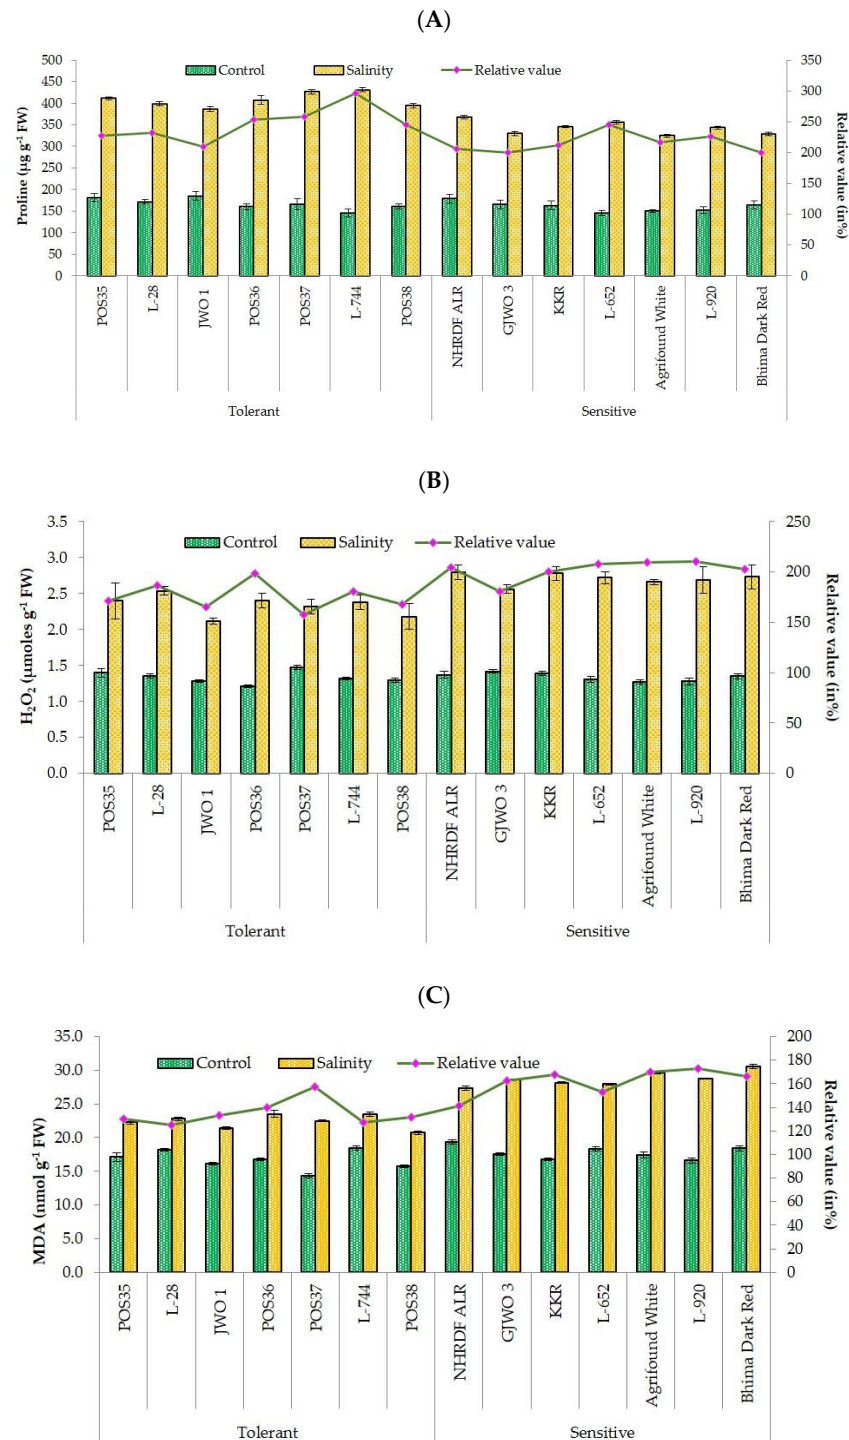 (A)
Control Salinity Relative value
Proline (µg g-1 FW)
500
450
400
350
300
250
200
150
100
50
0
350
300
250
200
150
100
50
0
Relative value (in%)
POS35 L-28 JWO 1 POS36 POS37 L-744 POS38 NHRDF ALR GJWO 3 KKR L-652 Agrifound White L-920 Bhima Dark Red
Tolerant Sensitive
(B)
Control Salinity Relative value
H₂O₂ (µmoles g-1 FW)
3.5
3.0
2.5
2.0
1.5
1.0
0.5
0.0
250
200
150
100
50
0
Relative value (in%)
POS35 L-28 JWO 1 POS36 POS37 L-744 POS38 NHRDF ALR GJWO 3 KKR L-652 Agrifound White L-920 Bhima Dark Red
Tolerant Sensitive
(C)
Control Salinity Relative value
MDA (nmol g-1 FW)
35.0
30.0
25.0
20.0
15.0
10.0
5.0
0.0
200
180
160
140
120
100
80
60
40
20
0
Relative value (in%)
POS35 L-28 JWO 1 POS36 POS37 L-744 POS38 NHRDF ALR GJWO 3 KKR L-652 Agrifound White L-920 Bhima Dark Red
Tolerant Sensitive